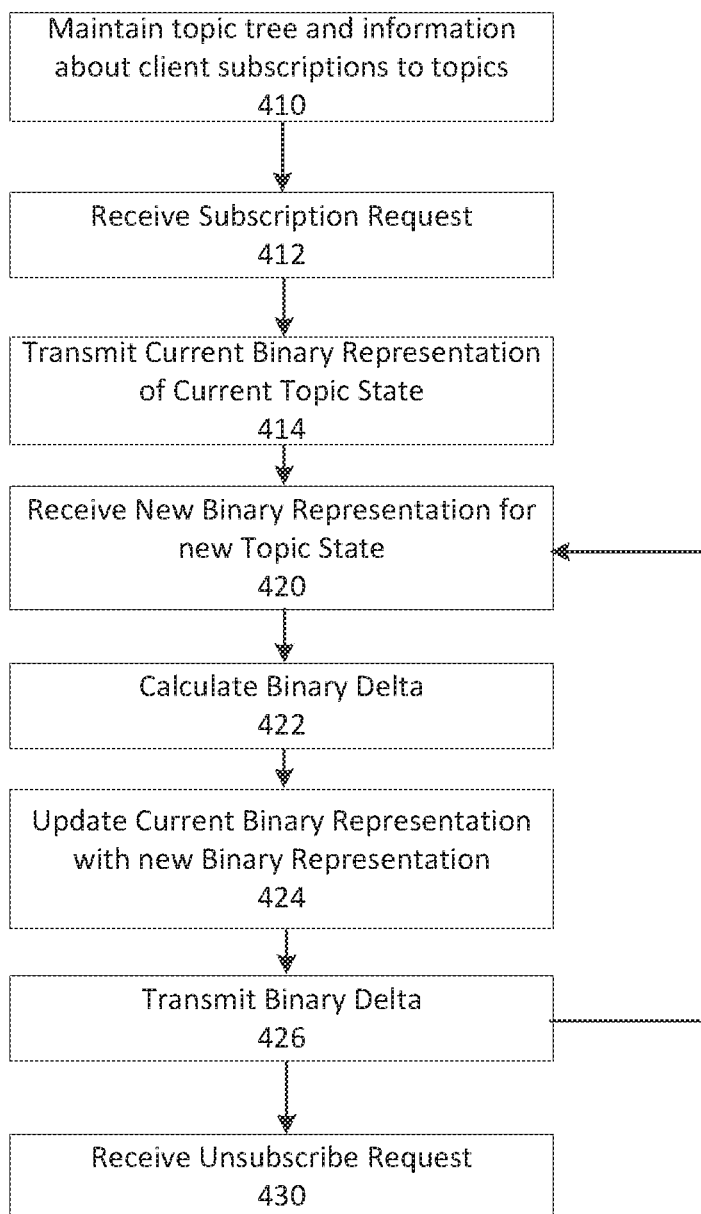 Maintain topic tree and information
about client subscriptions to topics
410
Receive Subscription Request
412
Transmit Current Binary Representation
of Current Topic State
414
Receive New Binary Representation for
new Topic State
420
Calculate Binary Delta
422
Update Current Binary Representation
with new Binary Representation
424
Transmit Binary Delta
426
Receive Unsubscribe Request
430